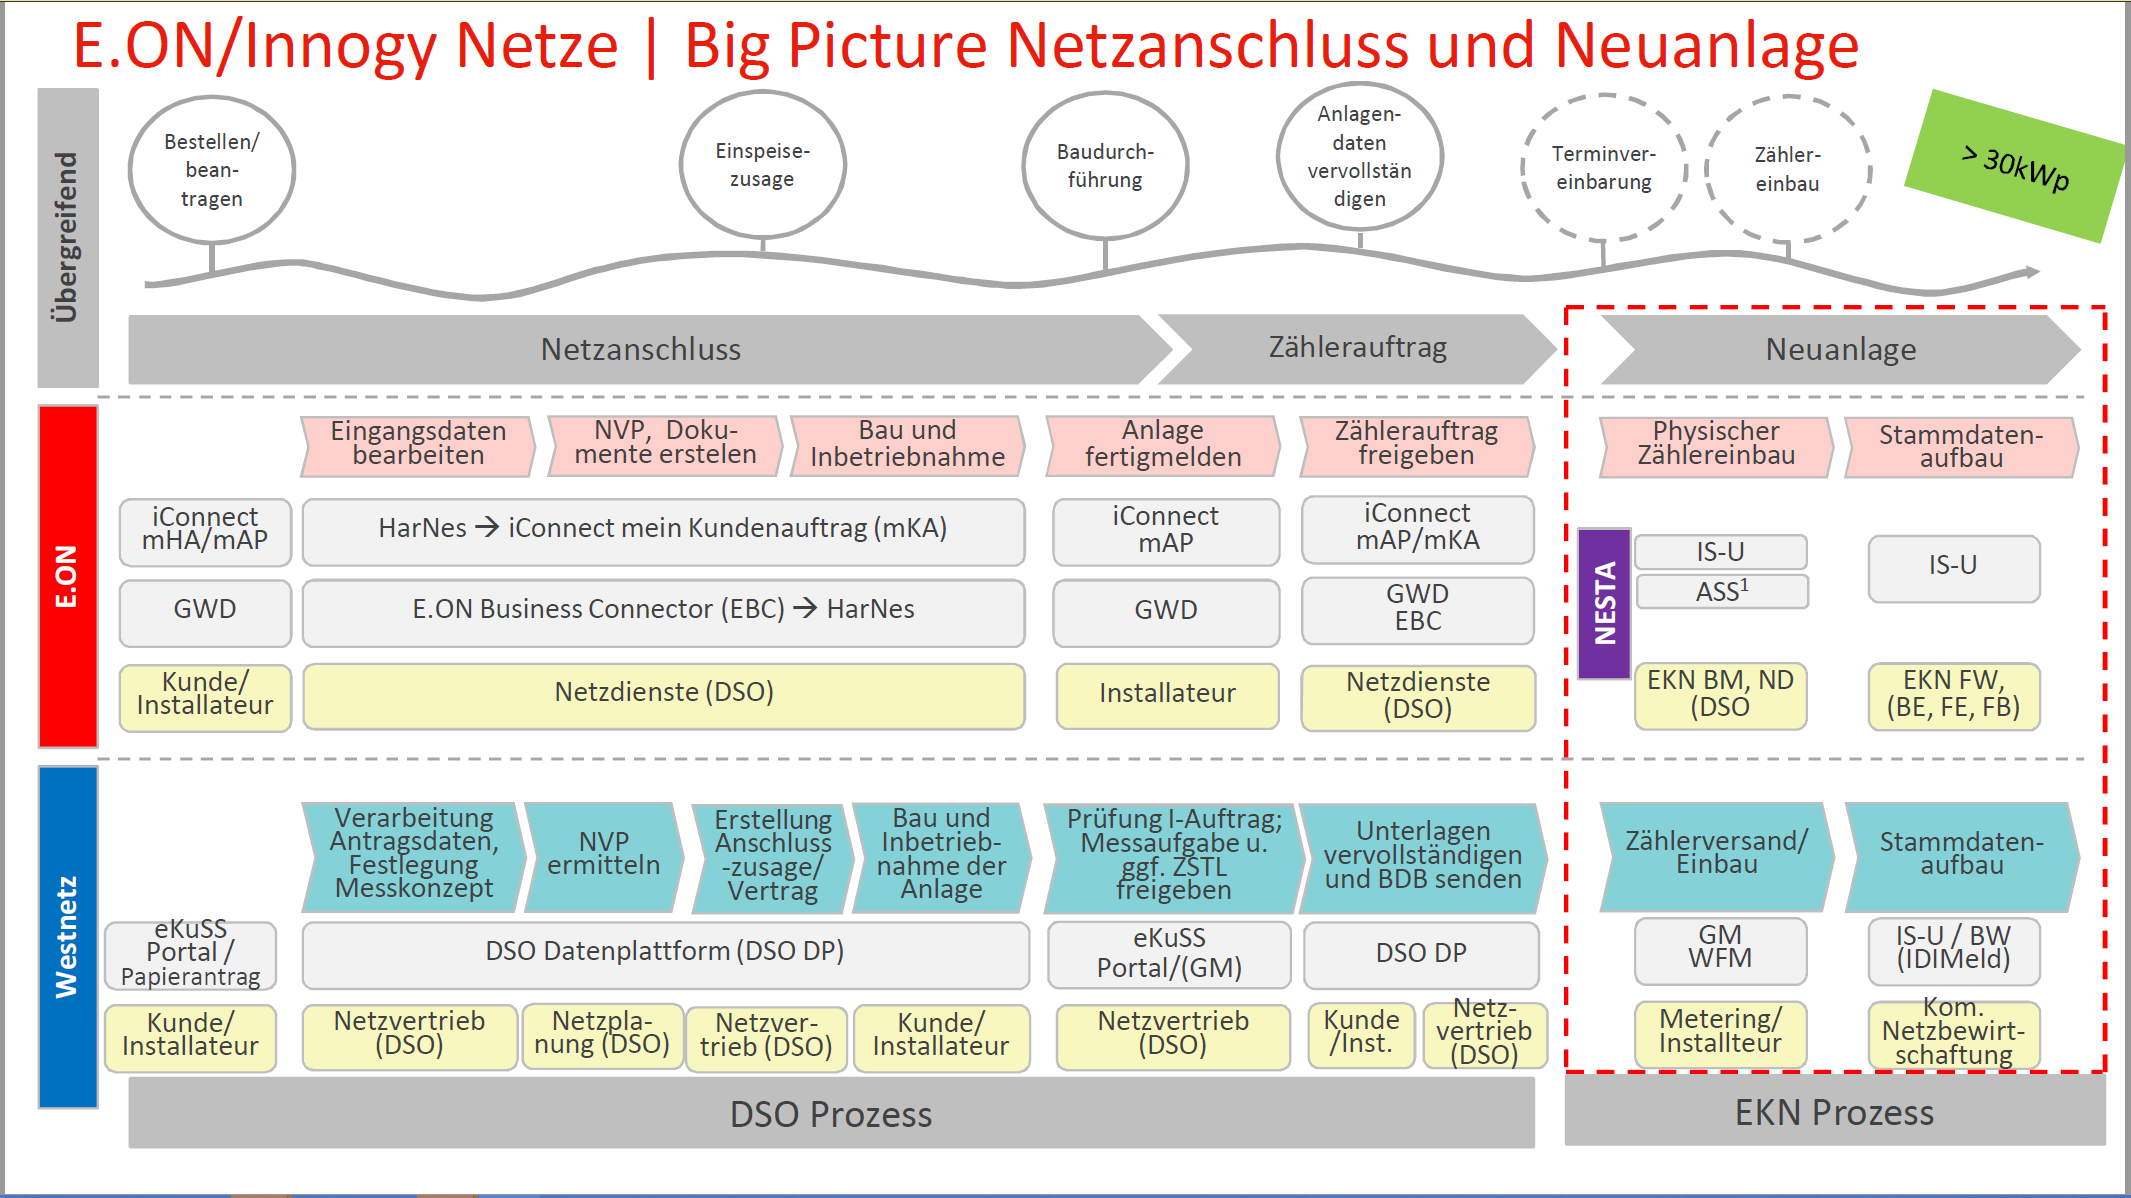 E.ON/Innogy Netze | Big Picture Netzanschluss und Neuanlage
Übergreifend
Bestellen/
bean-
tragen
Einspeise-
zusage
Baudurch-
führung
Anlagen-
daten
vervollstän
digen
Terminver-
einbarung
Zähler-
einbau
> 30kWp
Netzanschluss
Zählerauftrag
Neuanlage
E.ON
Eingangsdaten
bearbeiten
NVP, Doku-
mente erstelen
Bau und
Inbetriebnahme
Anlage
fertigmelden
Zählerauftrag
freigeben
Physischer
Zählereinbau
Stammdaten-
aufbau
iConnect
mHA/mAP
HarNes → iConnect mein Kundenauftrag (mKA)
iConnect
mAP
iConnect
mAP/mKA
NESTA
IS-U
ASS¹
IS-U
GWD
E.ON Business Connector (EBC) → HarNes
GWD
GWD
EBC
Kunde/
Installateur
Netzdienste (DSO)
Installateur
Netzdienste
(DSO)
EKN BM, ND
(DSO
EKN FW,
(BE, FE, FB)
Westnetz
Verarbeitung
Antragsdaten,
Festlegung
Messkonzept
NVP
ermitteln
Erstellung
Anschluss
-zusage/
Vertrag
Bau und
Inbetrieb-
nahme der
Anlage
Prüfung I-Auftrag;
Messaufgabe u.
ggf. ZSTL
freigeben
Unterlagen
vervollständigen
und BDB senden
Zählerversand/
Einbau
Stammdaten-
aufbau
eKuSS
Portal /
Papierantrag
DSO Datenplattform (DSO DP)
eKuSS
Portal/(GM)
DSO DP
GM
WFM
IS-U / BW
(IDIMeld)
Kunde/
Installateur
Netzvertrieb
(DSO)
Netzpla-
nung (DSO)
Netzver-
trieb (DSO)
Kunde/
Installateur
Netzvertrieb
(DSO)
Kunde
/Inst.
Netz-
vertrieb
(DSO)
Metering/
Installteur
Kom.
Netzbewirt-
schaftung
DSO Prozess
EKN Prozess